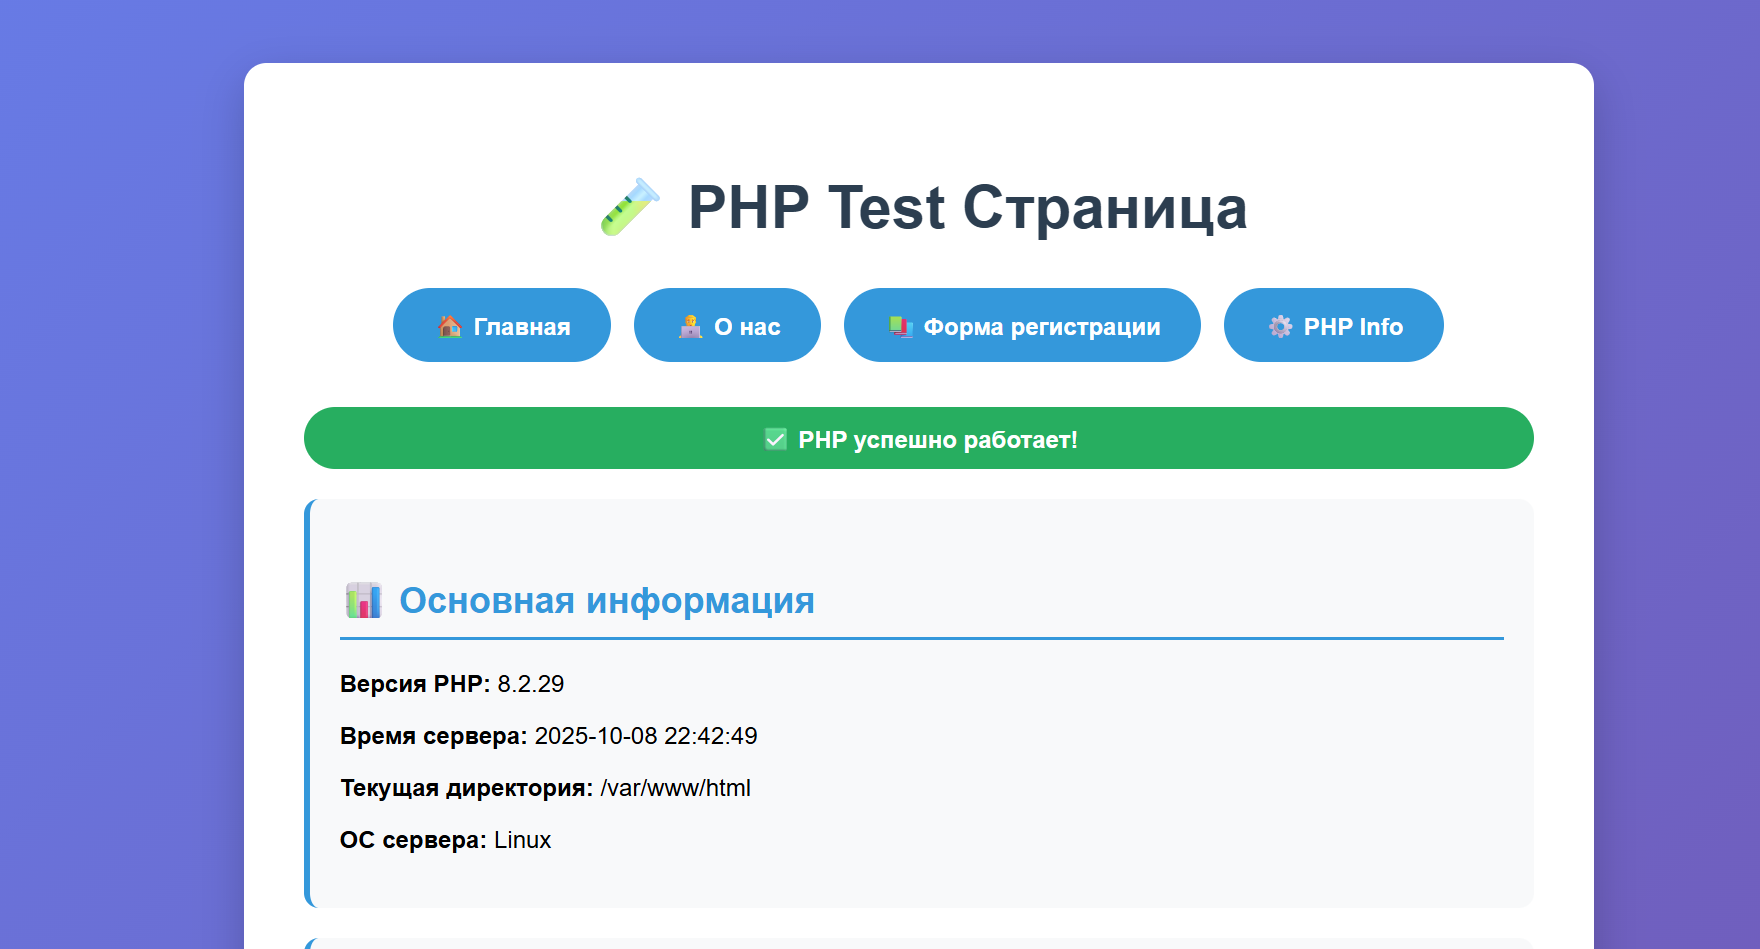 PHP Test Страница
Главная
О нас
Форма регистрации
PHP Info
PHP успешно работает!
Основная информация
Версия PHP: 8.2.29
Время сервера: 2025-10-08 22:42:49
Текущая директория: /var/www/html
ОС сервера: Linux